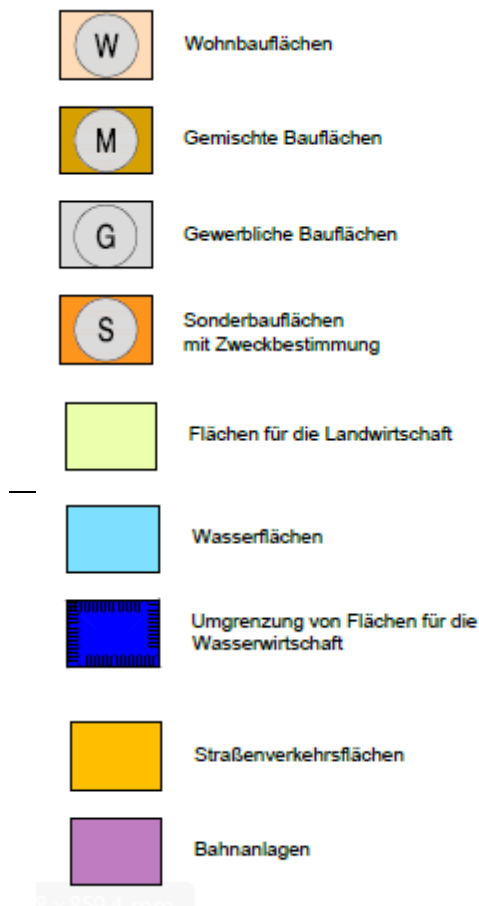 W Wohnbauflächen
M Gemischte Bauflächen
G Gewerbliche Bauflächen
S Sonderbauflächen
mit Zweckbestimmung
Flächen für die Landwirtschaft
Wasserflächen
Umgrenzung von Flächen für die
Wasserwirtschaft
Straßenverkehrsflächen
Bahnanlagen